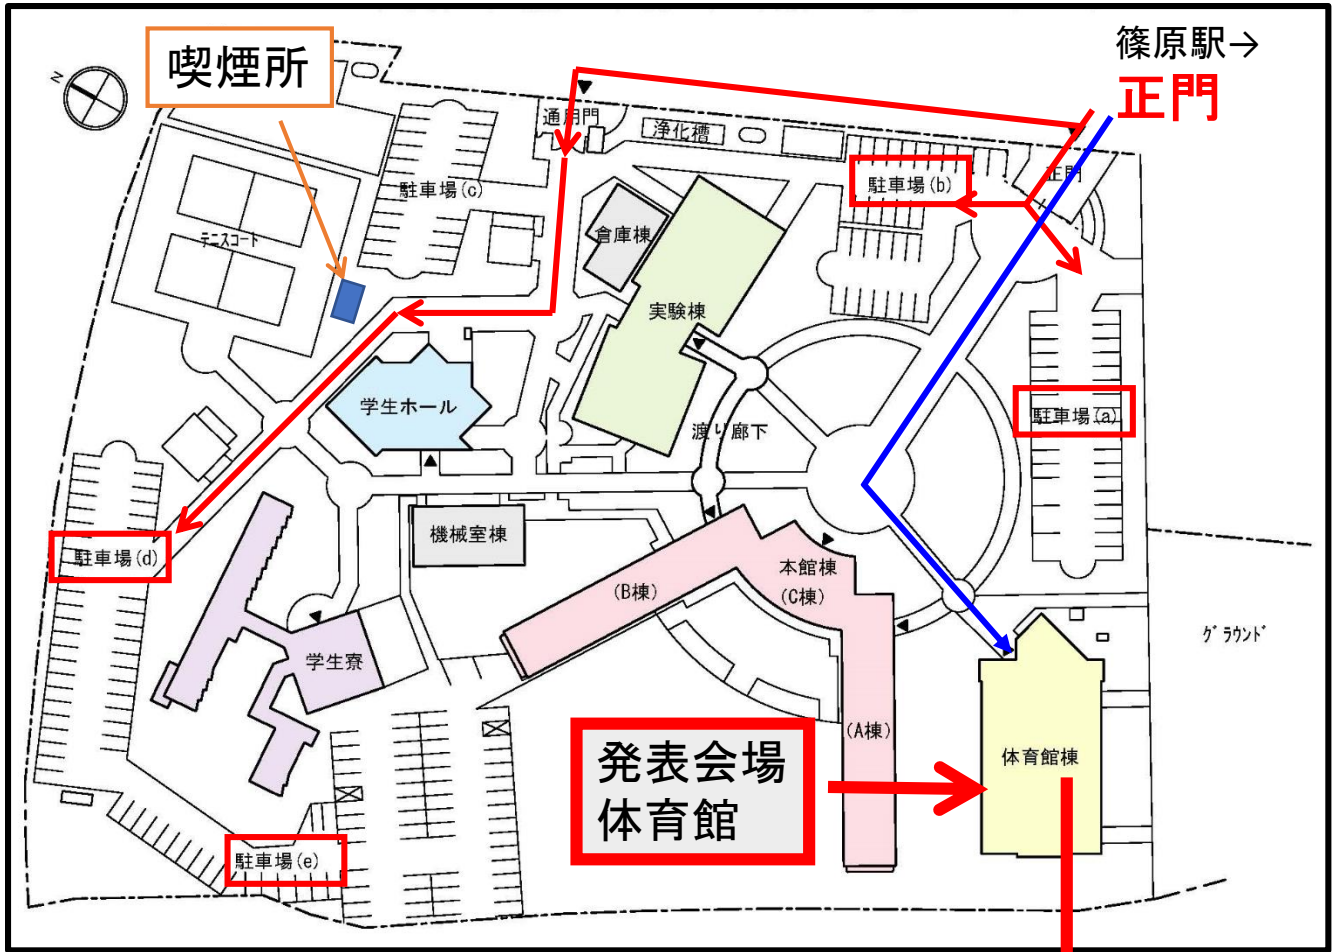 篠原駅→
正門
喫煙所
N
通用門
浄化槽
正門
駐車場(b)
駐車場(c)
倉庫棟
テニスコート
実験棟
学生ホール
渡り廊下
駐車場(a)
機械室棟
駐車場(d)
本館棟
(C棟)
(B棟)
グラウンド
学生寮
(A棟)
体育館棟
発表会場
体育館
駐車場(e)